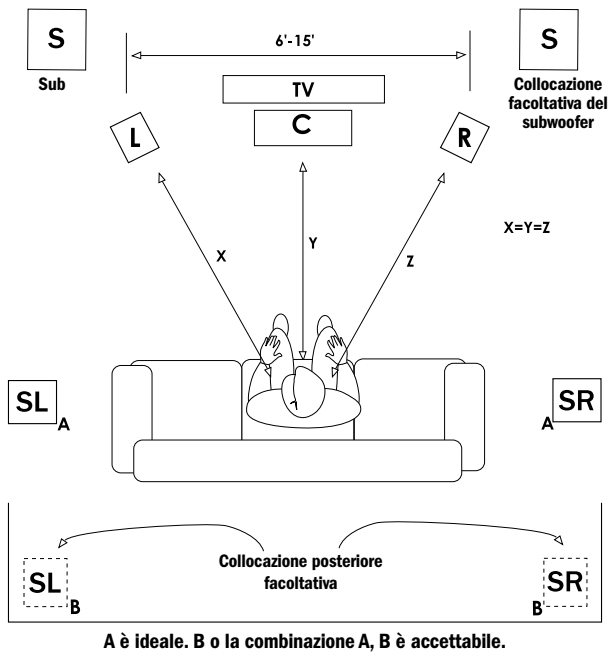 S
6'-15'
S
Sub
TV
Collocazione
facoltativa del
subwoofer
L
C
R
X=Y=Z
X
Y
Z
SL
A
A
SR
Collocazione posteriore
facoltativa
SL
B
B
SR
A è ideale. B o la combinazione A, B è accettabile.